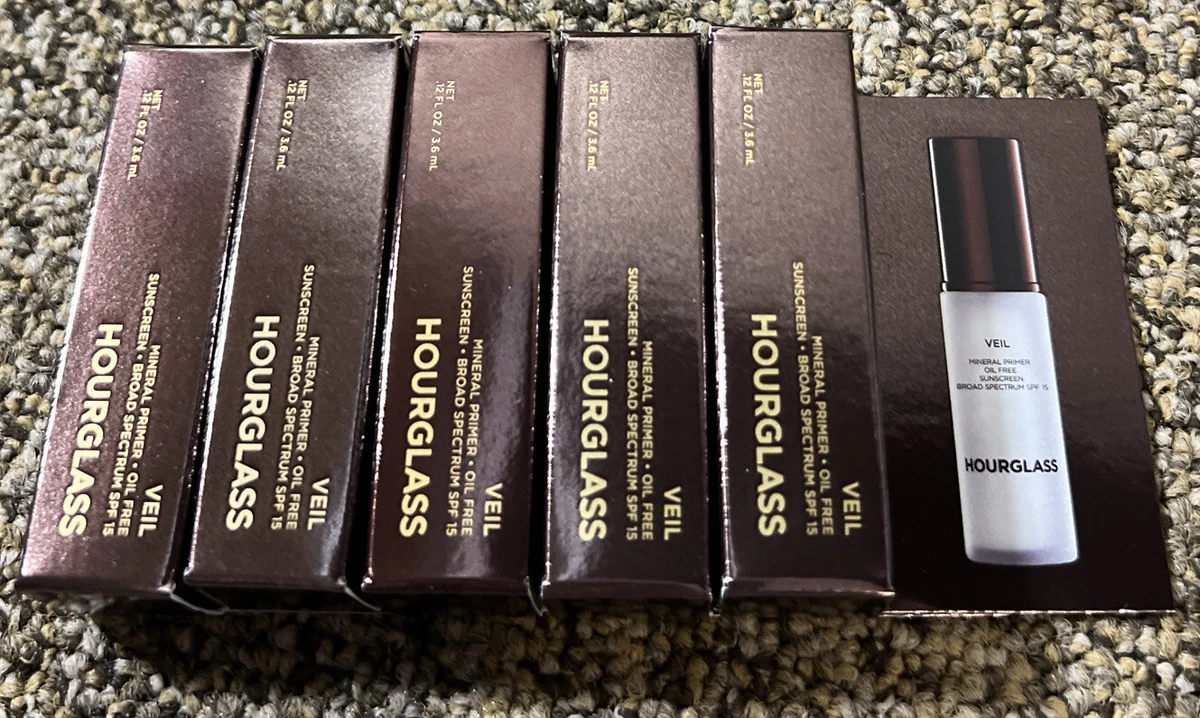 NET
.12 FL OZ / 3.6 mL
VEIL
MINERAL PRIMER • OIL FREE
SUNSCREEN • BROAD SPECTRUM SPF 15
HOURGLASS
NET
.12 FL OZ / 3.6 mL
VEIL
MINERAL PRIMER • OIL FREE
SUNSCREEN • BROAD SPECTRUM SPF 15
HOURGLASS
NET
.12 FL OZ / 3.6 mL
VEIL
MINERAL PRIMER • OIL FREE
SUNSCREEN • BROAD SPECTRUM SPF 15
HOURGLASS
NET
.12 FL OZ / 3.6 mL
VEIL
MINERAL PRIMER • OIL FREE
SUNSCREEN • BROAD SPECTRUM SPF 15
HOURGLASS
NET
.12 FL OZ / 3.6 mL
VEIL
MINERAL PRIMER • OIL FREE
SUNSCREEN • BROAD SPECTRUM SPF 15
HOURGLASS
VEIL
MINERAL PRIMER
OIL FREE
SUNSCREEN
BROAD SPECTRUM SPF 15
HOURGLASS